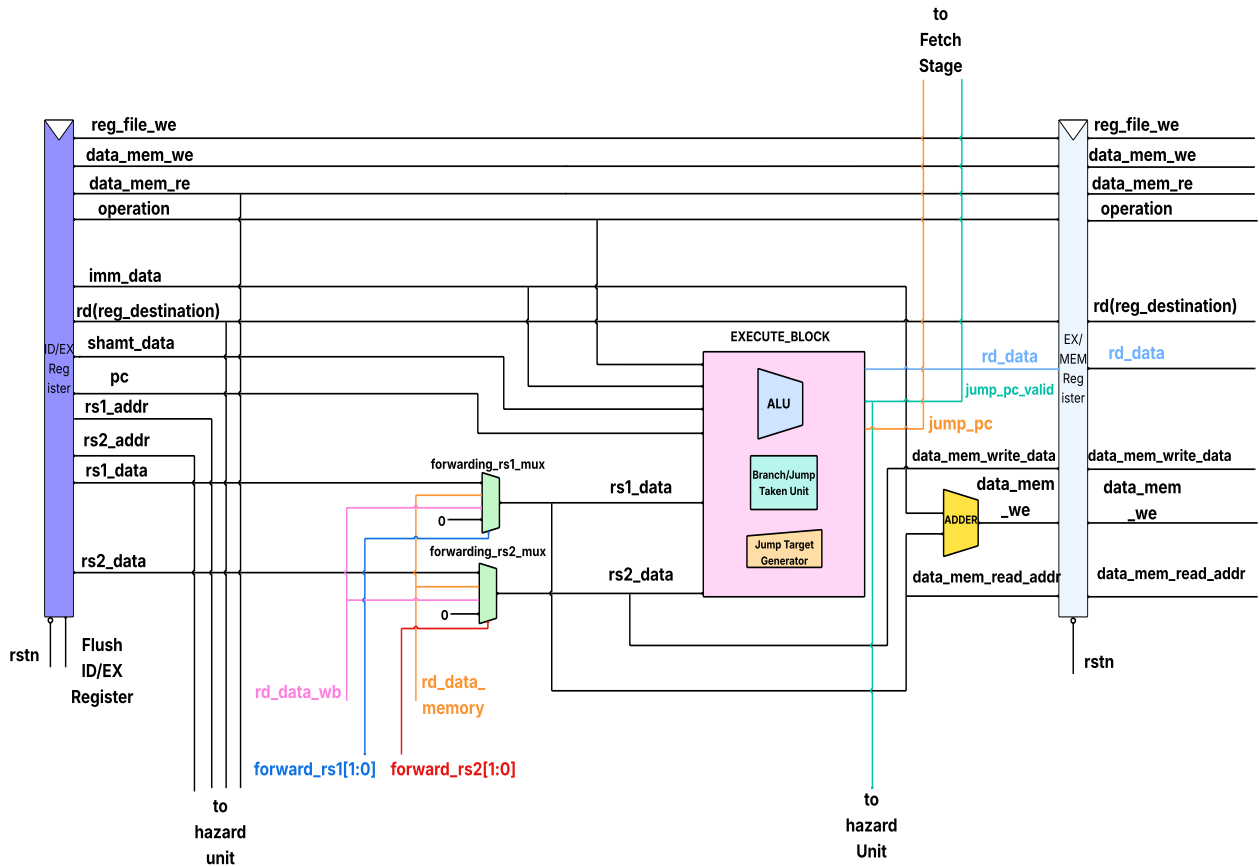 to
Fetch
Stage
reg_file_we
reg_file_we
data_mem_we
data_mem_we
data_mem_re
data_mem_re
operation
operation
imm_data
rd(reg_destination)
rd(reg_destination)
shamt_data
EXECUTE_BLOCK
ID/EX
Reg
ister
EX/
MEM
Reg
ister
rd_data
rd_data
pc
jump_pc_valid
ALU
rs1_addr
jump_pc
rs2_addr
data_mem_write_data
data_mem_write_data
rs1_data
forwarding_rs1_mux
Branch/Jump
Taken Unit
rs1_data
data_mem
_we
data_mem
_we
0
ADDER
forwarding_rs2_mux
Jump Target
Generator
rs2_data
rs2_data
data_mem_read_addr
data_mem_read_addr
0
rstn
Flush
ID/EX
Register
rstn
rd_data_wb
rd_data_
memory
forward_rs1[1:0]
forward_rs2[1:0]
to
hazard
unit
to
hazard
Unit